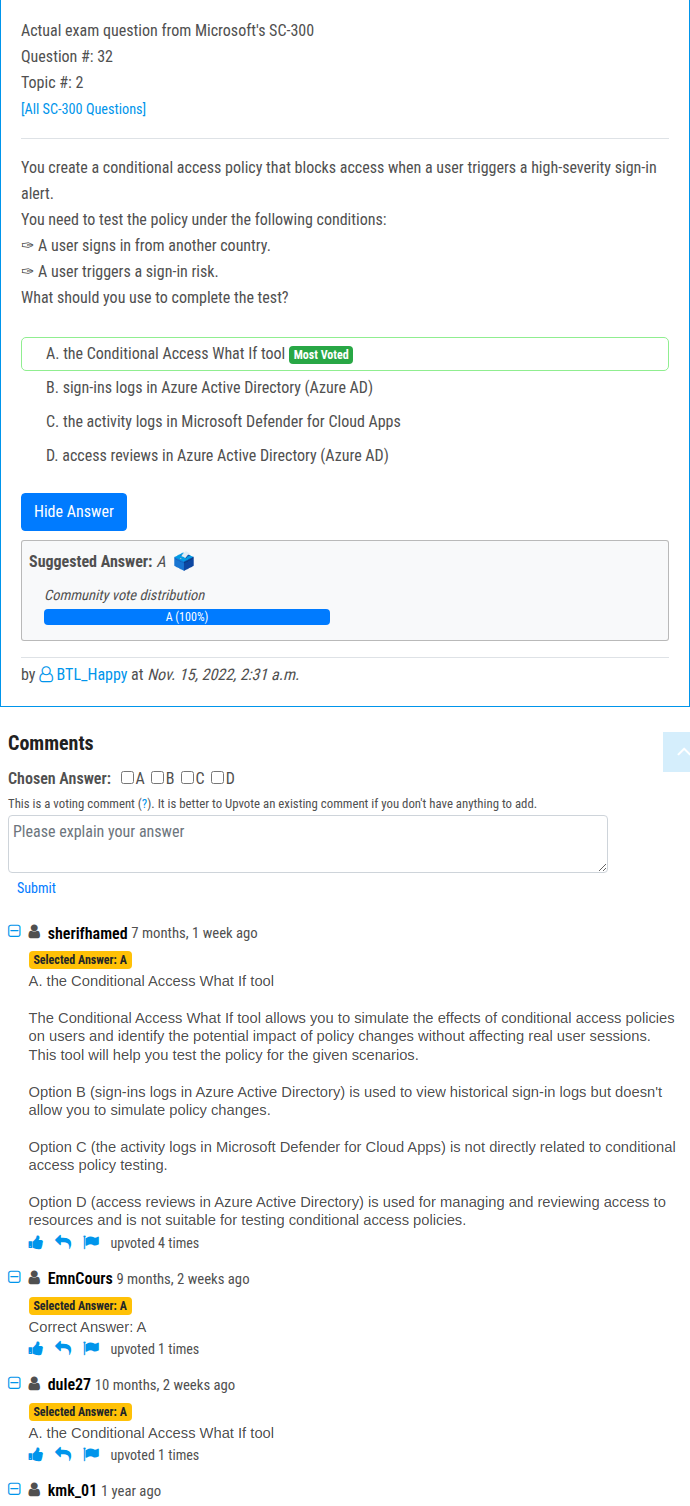 Actual exam question from Microsoft's SC-300
Question #: 32
Topic #: 2
[All SC-300 Questions]
You create a conditional access policy that blocks access when a user triggers a high-severity sign-in
alert.
You need to test the policy under the following conditions:
✑ A user signs in from another country.
✑ A user triggers a sign-in risk.
What should you use to complete the test?
A. the Conditional Access What If tool Most Voted
B. sign-ins logs in Azure Active Directory (Azure AD)
C. the activity logs in Microsoft Defender for Cloud Apps
D. access reviews in Azure Active Directory (Azure AD)
Hide Answer
Suggested Answer: A
Community vote distribution
A (100%)
by BTL_Happy at Nov. 15, 2022, 2:31 a.m.
Comments
Chosen Answer: A B C D
This is a voting comment (?). It is better to Upvote an existing comment if you don't have anything to add.
Please explain your answer
Submit
sherifhamed 7 months, 1 week ago
Selected Answer: A
A. the Conditional Access What If tool
The Conditional Access What If tool allows you to simulate the effects of conditional access policies
on users and identify the potential impact of policy changes without affecting real user sessions.
This tool will help you test the policy for the given scenarios.
Option B (sign-ins logs in Azure Active Directory) is used to view historical sign-in logs but doesn't
allow you to simulate policy changes.
Option C (the activity logs in Microsoft Defender for Cloud Apps) is not directly related to conditional
access policy testing.
Option D (access reviews in Azure Active Directory) is used for managing and reviewing access to
resources and is not suitable for testing conditional access policies.
upvoted 4 times
EmnCours 9 months, 2 weeks ago
Selected Answer: A
Correct Answer: A
upvoted 1 times
dule27 10 months, 2 weeks ago
Selected Answer: A
A. the Conditional Access What If tool
upvoted 1 times
kmk_01 1 year ago